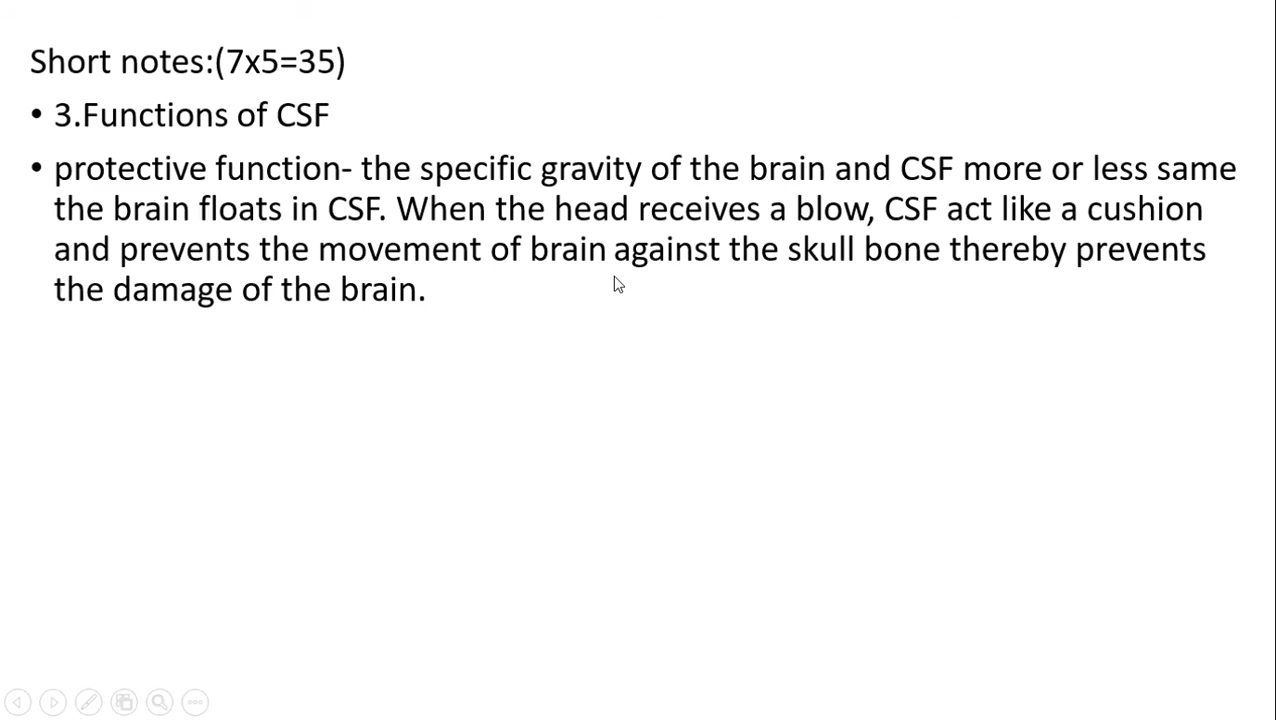 Short notes:(7x5=35)
• 3.Functions of CSF
• protective function- the specific gravity of the brain and CSF more or less same
the brain floats in CSF. When the head receives a blow, CSF act like a cushion
and prevents the movement of brain against the skull bone thereby prevents
the damage of the brain.